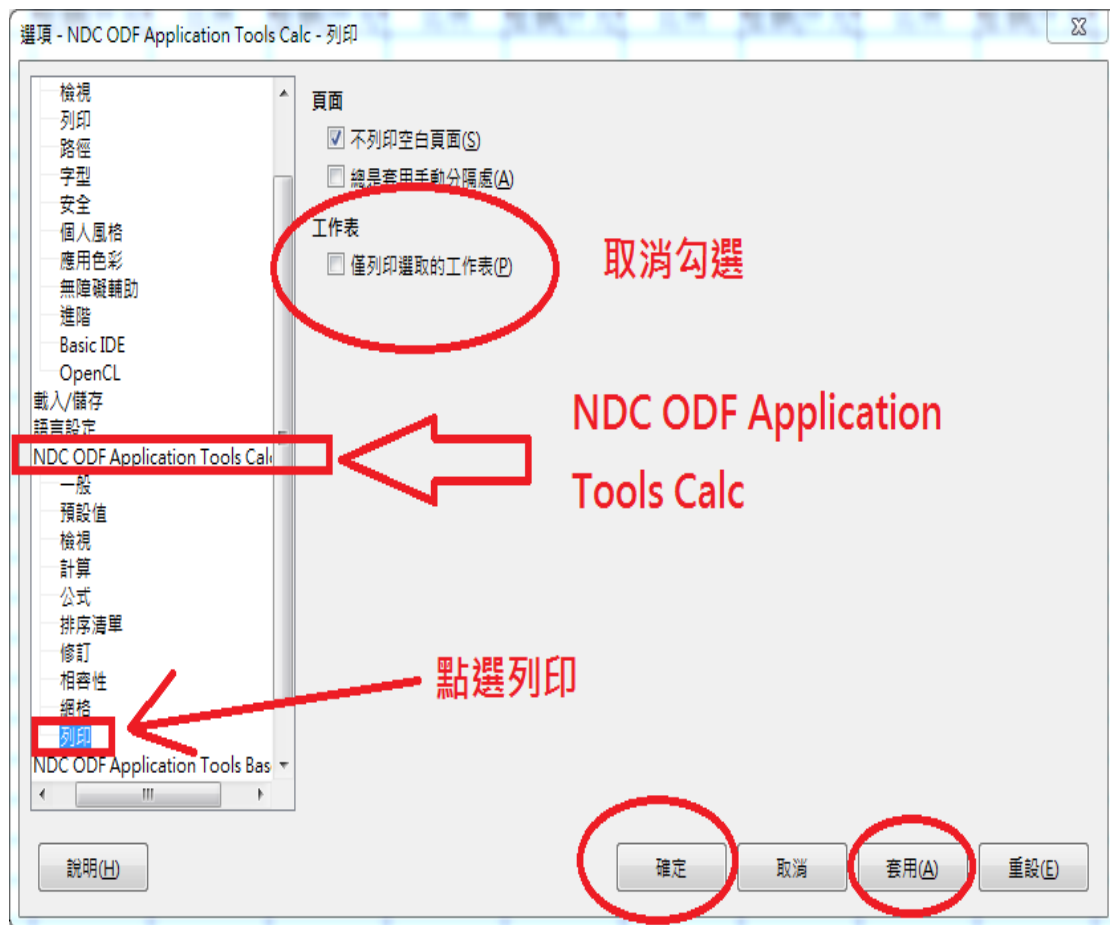 選項 - NDC ODF Application Tools Calc - 列印
檢視
列印
路徑
字型
安全
個人風格
應用色彩
無障礙輔助
進階
Basic IDE
OpenCL
載入/儲存
語言設定
NDC ODF Application Tools Calc
一般
預設值
檢視
計算
公式
排序清單
修訂
相容性
網格
列印
NDC ODF Application Tools Bas
頁面
不列印空白頁面(S)
總是套用手動分隔處(A)
工作表
僅列印選取的工作表(P)
取消勾選
NDC ODF Application
Tools Calc
點選列印
說明(H)
確定
取消
套用(A)
重設(E)